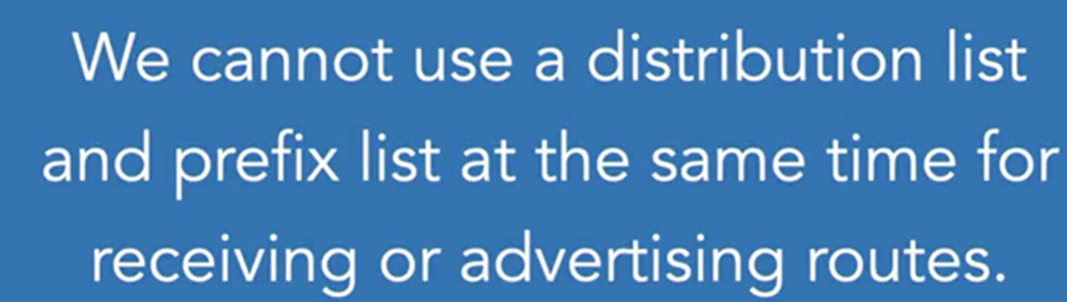 We cannot use a distribution list
and prefix list at the same time for
receiving or advertising routes.